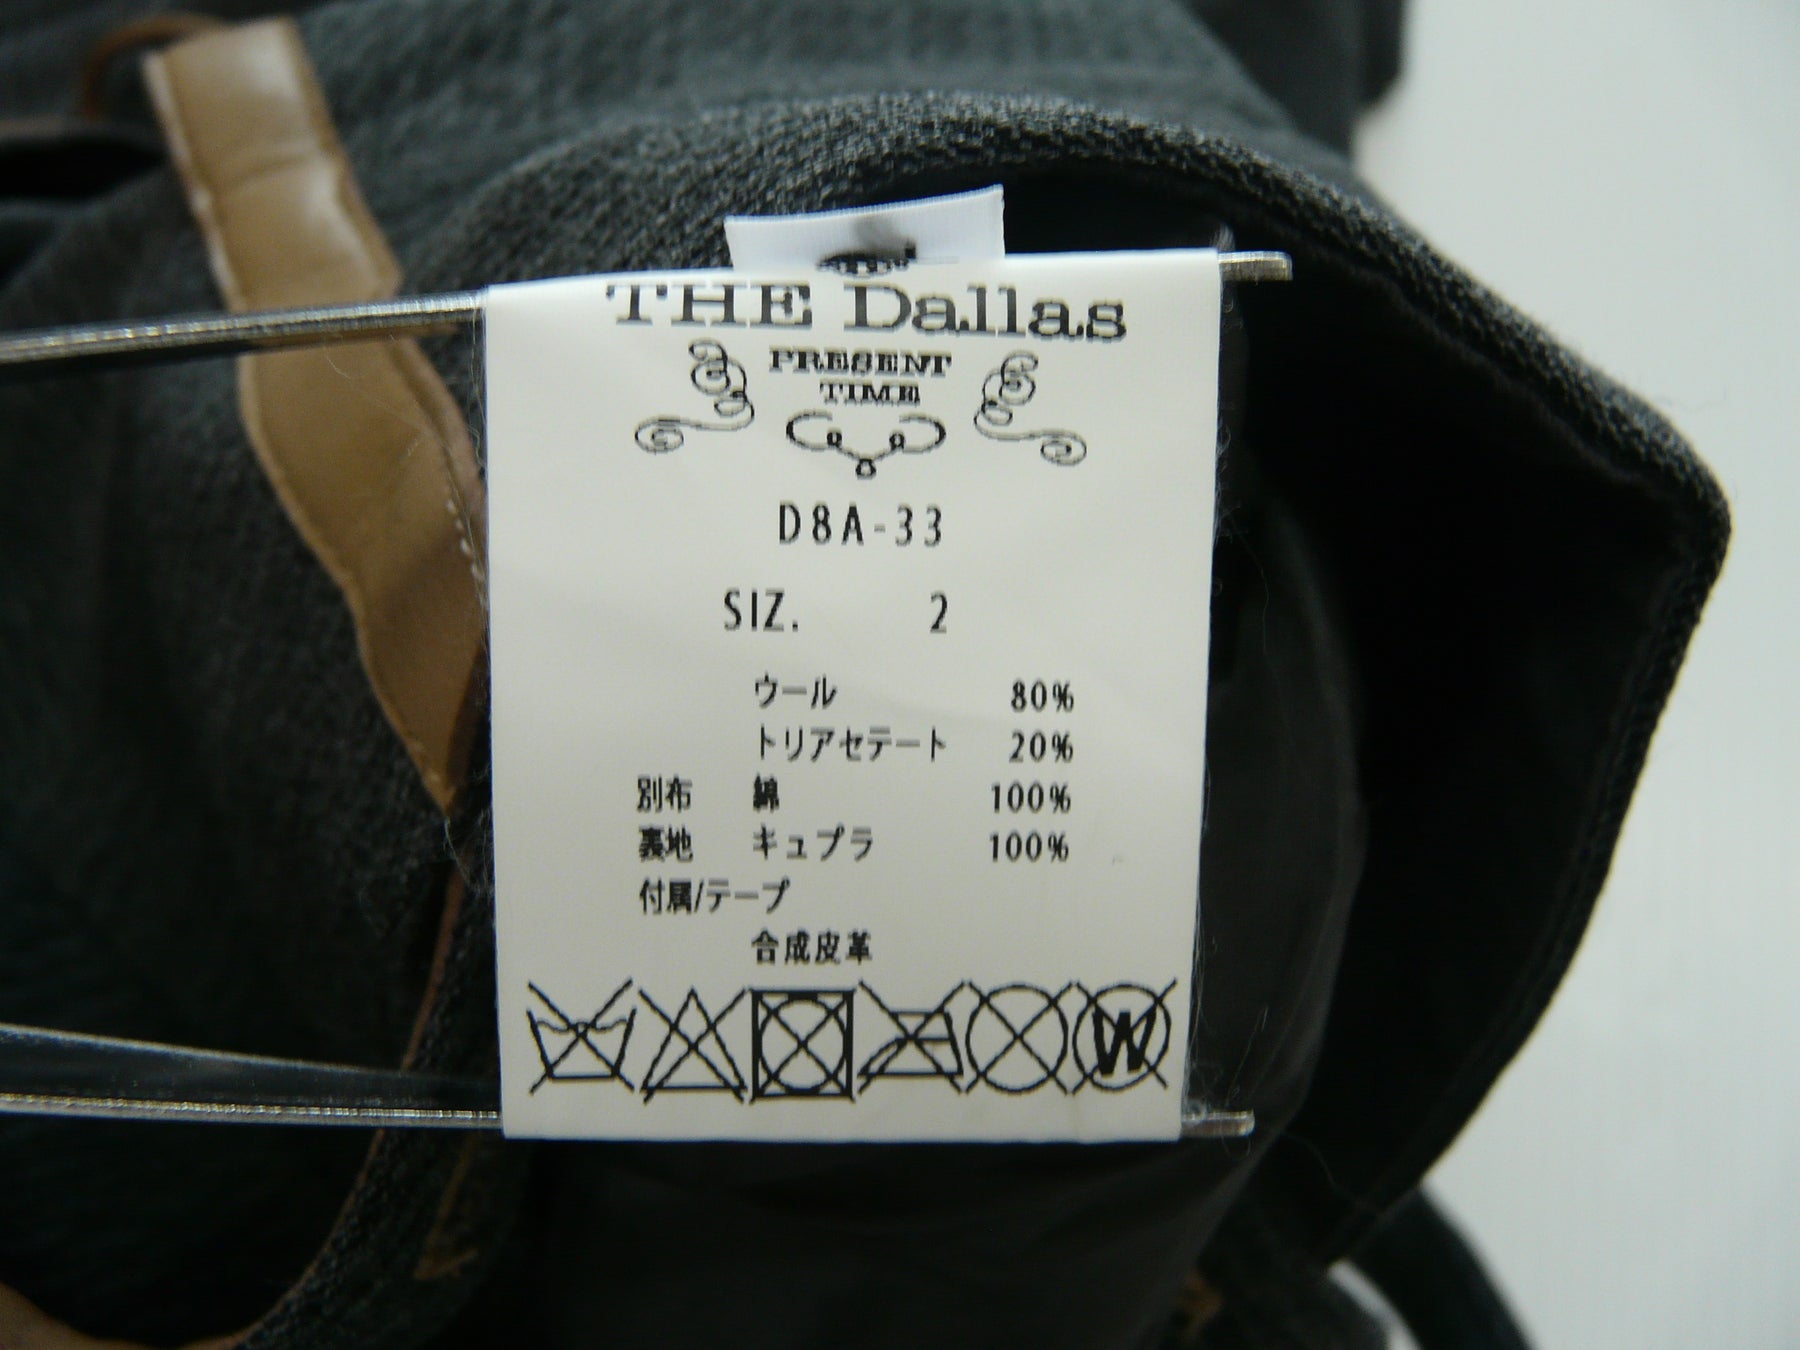 THE Dallas
PRESENT
TIME
D8A-33
SIZ. 2
ウール 80%
トリアセテート 20%
別布 綿 100%
裏地 キュプラ 100%
付属/テープ
合成皮革
W